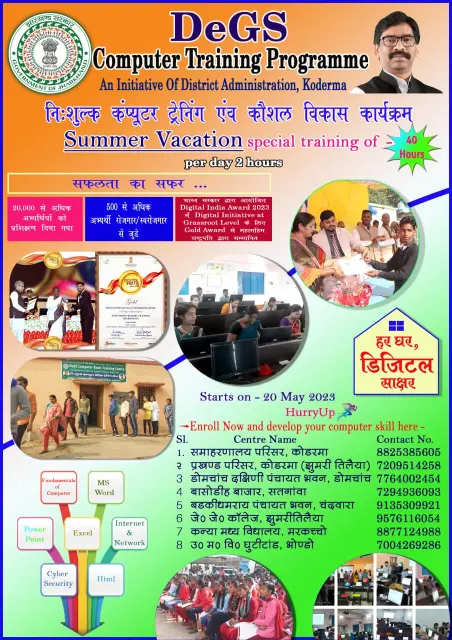 DeGS
Computer Training Programme
An Initiative Of District Administration, Koderma
निःशुल्क कंप्यूटर ट्रेनिंग एंव कौशल विकास कार्यक्रम
Summer Vacation special training of -
40
Hours
per day 2 hours
सफलता का सफर ...
20,000 से अधिक
अभ्यर्थियों को
प्रशिक्षण दिया गया
500 से अधिक
अभ्यर्थी रोजगार/स्वरोजगार
से जुड़े
भारत सरकार द्वारा आयोजित
Digital India Award 2023
में Digital Initiative at
Grassroot Level के लिए
Gold Award से महामहिम
राष्ट्रपति द्वारा सम्मानित
हर घर,
डिजिटल
साक्षर
Starts on - 20 May 2023
HurryUp
Enroll Now and develop your computer skill here -
Sl. Centre Name Contact No.
1. समाहरणालय परिसर, कोडरमा 8825385605
2 प्रखण्ड परिसर, कोडरमा (झुमरी तिलैया) 7209514258
3 डोमचांच दक्षिणी पंचायत भवन, डोमचांच 7764002454
4 बासोडीह बाजार, सतगांवा 7294936093
5 बड़कीधमराय पंचायत भवन, चंदवारा 9135309921
6 जे० जे० कॉलेज, झुमरीतिलैया 9576116054
7 कन्या मध्य विद्यालय, मरकच्चो 8877124988
8 उ० म० वि० घुटीटांड, भोण्डो 7004269286
Fundamentals
of
Computer
MS
Word
Power
Point
Excel
Internet
&
Network
Cyber
Security
Html